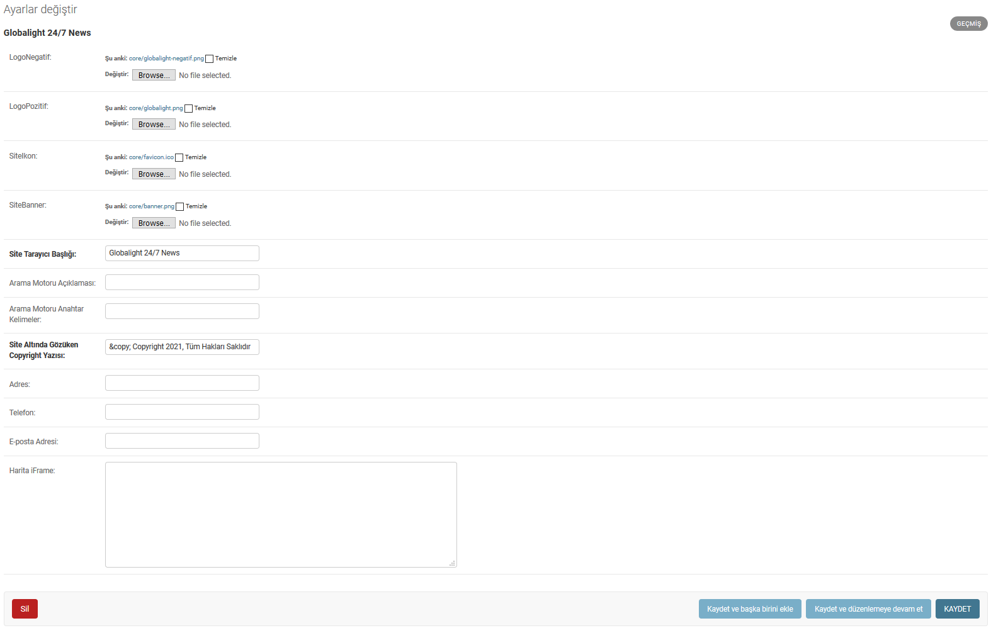 Ayarlar değiştir
GEÇMİŞ
Globalight 24/7 News
LogoNegatif:
Şu anki: core/globalight-negatif.png Temizle
Değiştir: Browse... No file selected.
LogoPozitif:
Şu anki: core/globalight.png Temizle
Değiştir: Browse... No file selected.
SiteIkon:
Şu anki: core/favicon.ico Temizle
Değiştir: Browse... No file selected.
SiteBanner:
Şu anki: core/banner.png Temizle
Değiştir: Browse... No file selected.
Site Tarayıcı Başlığı: Globalight 24/7 News
Arama Motoru Açıklaması:
Arama Motoru Anahtar
Kelimeler:
Site Altında Gözüken
Copyright Yazısı:
&copy; Copyright 2021, Tüm Hakları Saklıdır
Adres:
Telefon:
E-posta Adresi:
Harita iFrame:
Sil
Kaydet ve başka birini ekle
Kaydet ve düzenlemeye devam et
KAYDET